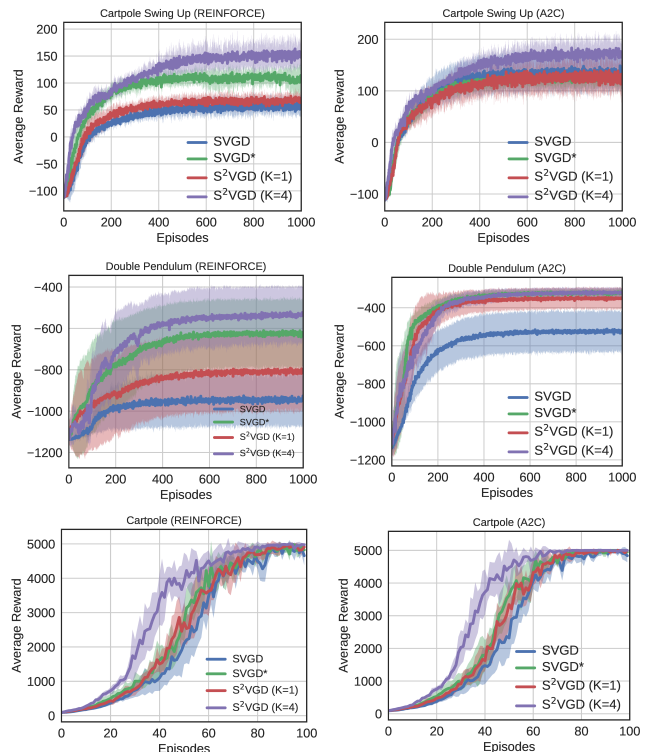 Cartpole Swing Up (REINFORCE)
200
150
100
50
0
−50
−100
0
200
400
600
800
1000
Episodes
Average Reward
SVGD
SVGD*
S²VGD (K=1)
S²VGD (K=4)
Cartpole Swing Up (A2C)
200
100
0
−100
0
200
400
600
800
1000
Episodes
Average Reward
SVGD
SVGD*
S²VGD (K=1)
S²VGD (K=4)
Double Pendulum (REINFORCE)
−400
−600
−800
−1000
−1200
0
200
400
600
800
1000
Episodes
Average Reward
SVGD
SVGD*
S²VGD (K=1)
S²VGD (K=4)
Double Pendulum (A2C)
−400
−600
−800
−1000
−1200
0
200
400
600
800
1000
Episodes
Average Reward
SVGD
SVGD*
S²VGD (K=1)
S²VGD (K=4)
Cartpole (REINFORCE)
5000
4000
3000
2000
1000
0
0
20
40
60
80
100
Episodes
Average Reward
SVGD
SVGD*
S²VGD (K=1)
S²VGD (K=4)
Cartpole (A2C)
5000
4000
3000
2000
1000
0
0
20
40
60
80
100
Episodes
Average Reward
SVGD
SVGD*
S²VGD (K=1)
S²VGD (K=4)